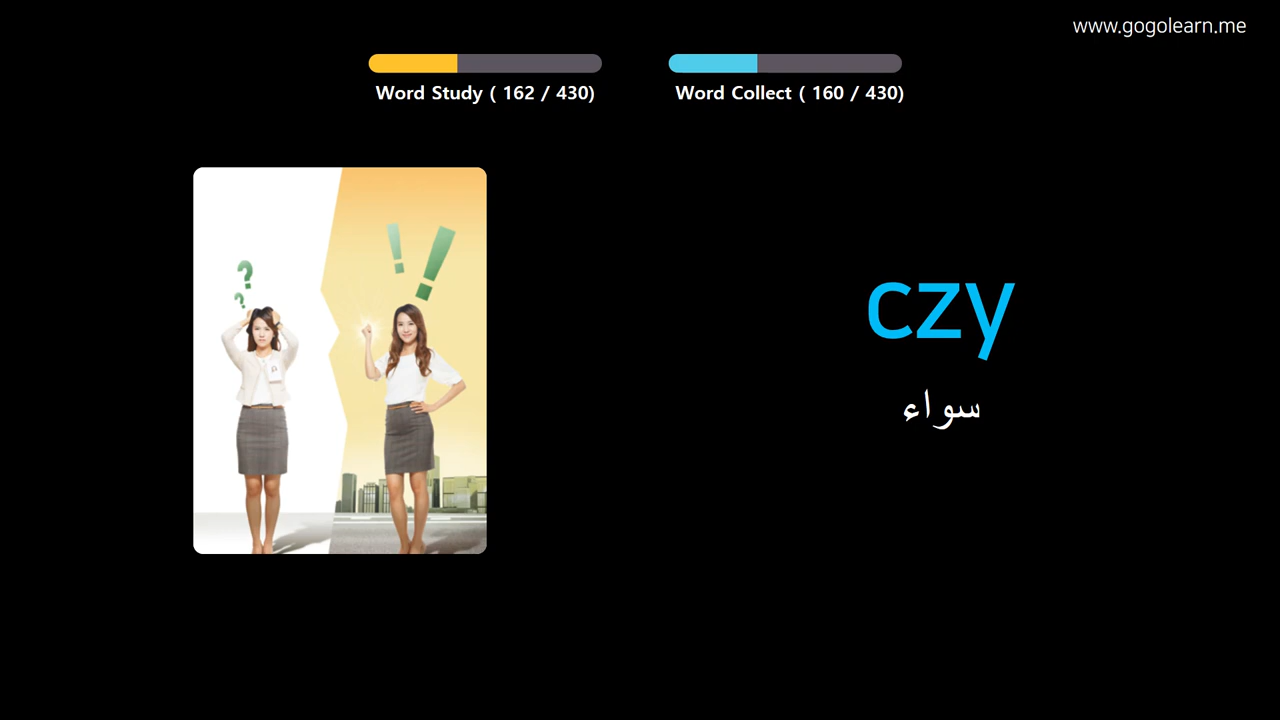 www.gogolearn.me
Word Study ( 162 / 430)
Word Collect ( 160 / 430)
? ?
! !
czy
سواء